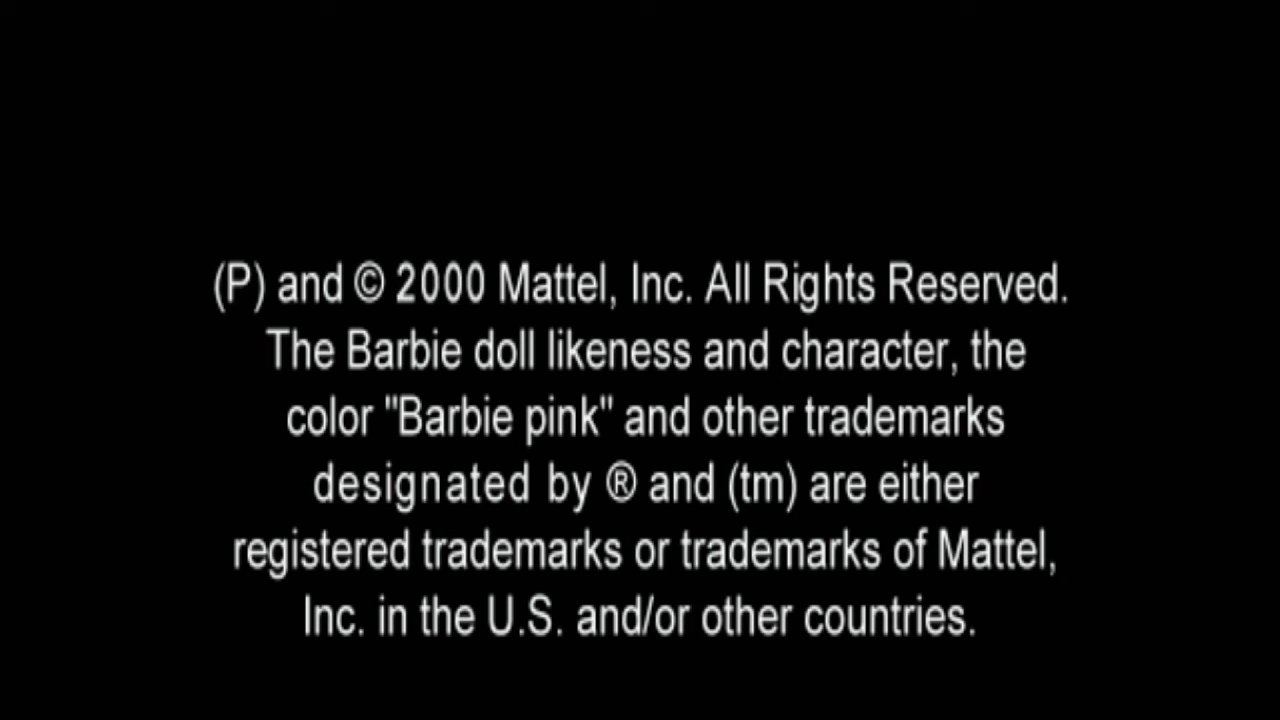 (P) and © 2000 Mattel, Inc. All Rights Reserved.
The Barbie doll likeness and character, the
color "Barbie pink" and other trademarks
designated by ® and (tm) are either
registered trademarks or trademarks of Mattel,
Inc. in the U.S. and/or other countries.